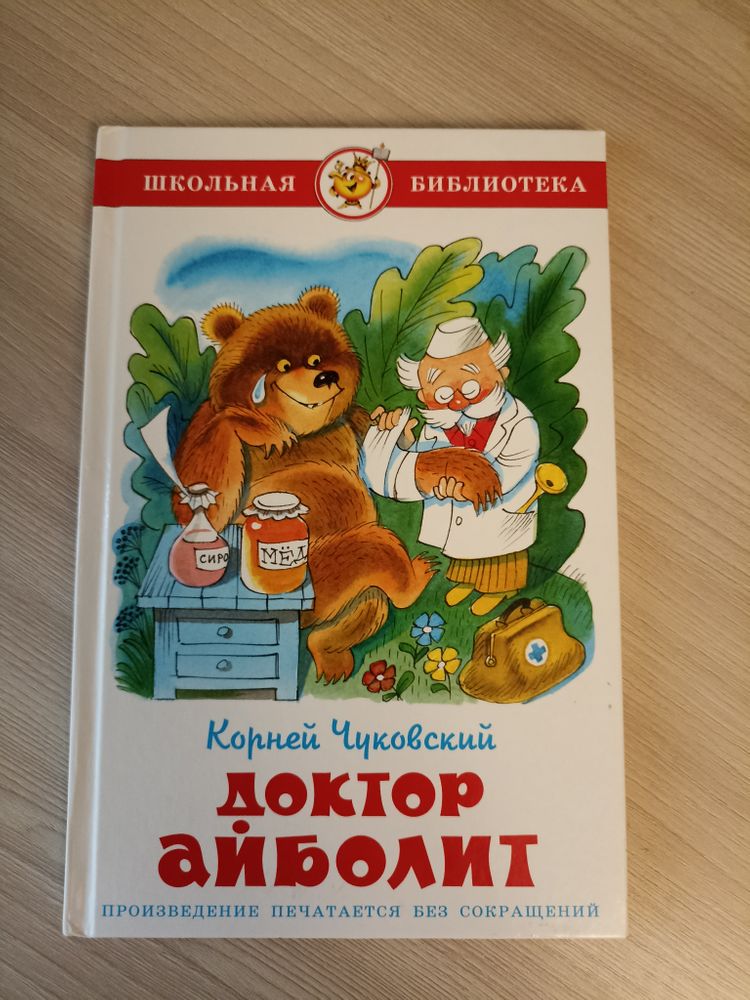 ШКОЛЬНАЯ БИБЛИОТЕКА
СИРО
МЁД
Корней Чуковский
ДОКТОР
АЙБОЛИТ
ПРОИЗВЕДЕНИЕ ПЕЧАТАЕТСЯ БЕЗ СОКРАЩЕНИЙ